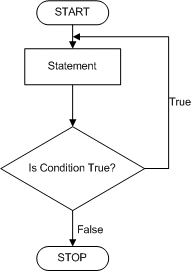 START
Statement
True
Is Condition True?
False
STOP